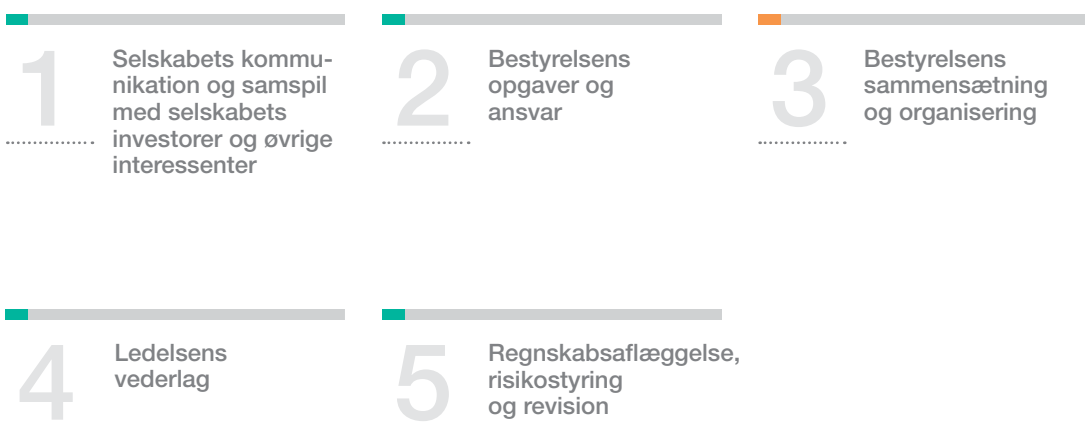 1
Selskabets kommu-
nikation og samspil
med selskabets
investorer og øvrige
interessenter
2
Bestyrelsens
opgaver og
ansvar
3
Bestyrelsens
sammensætning
og organisering
4
Ledelsens
vederlag
5
Regnskabsaflæggelse,
risikostyring
og revision